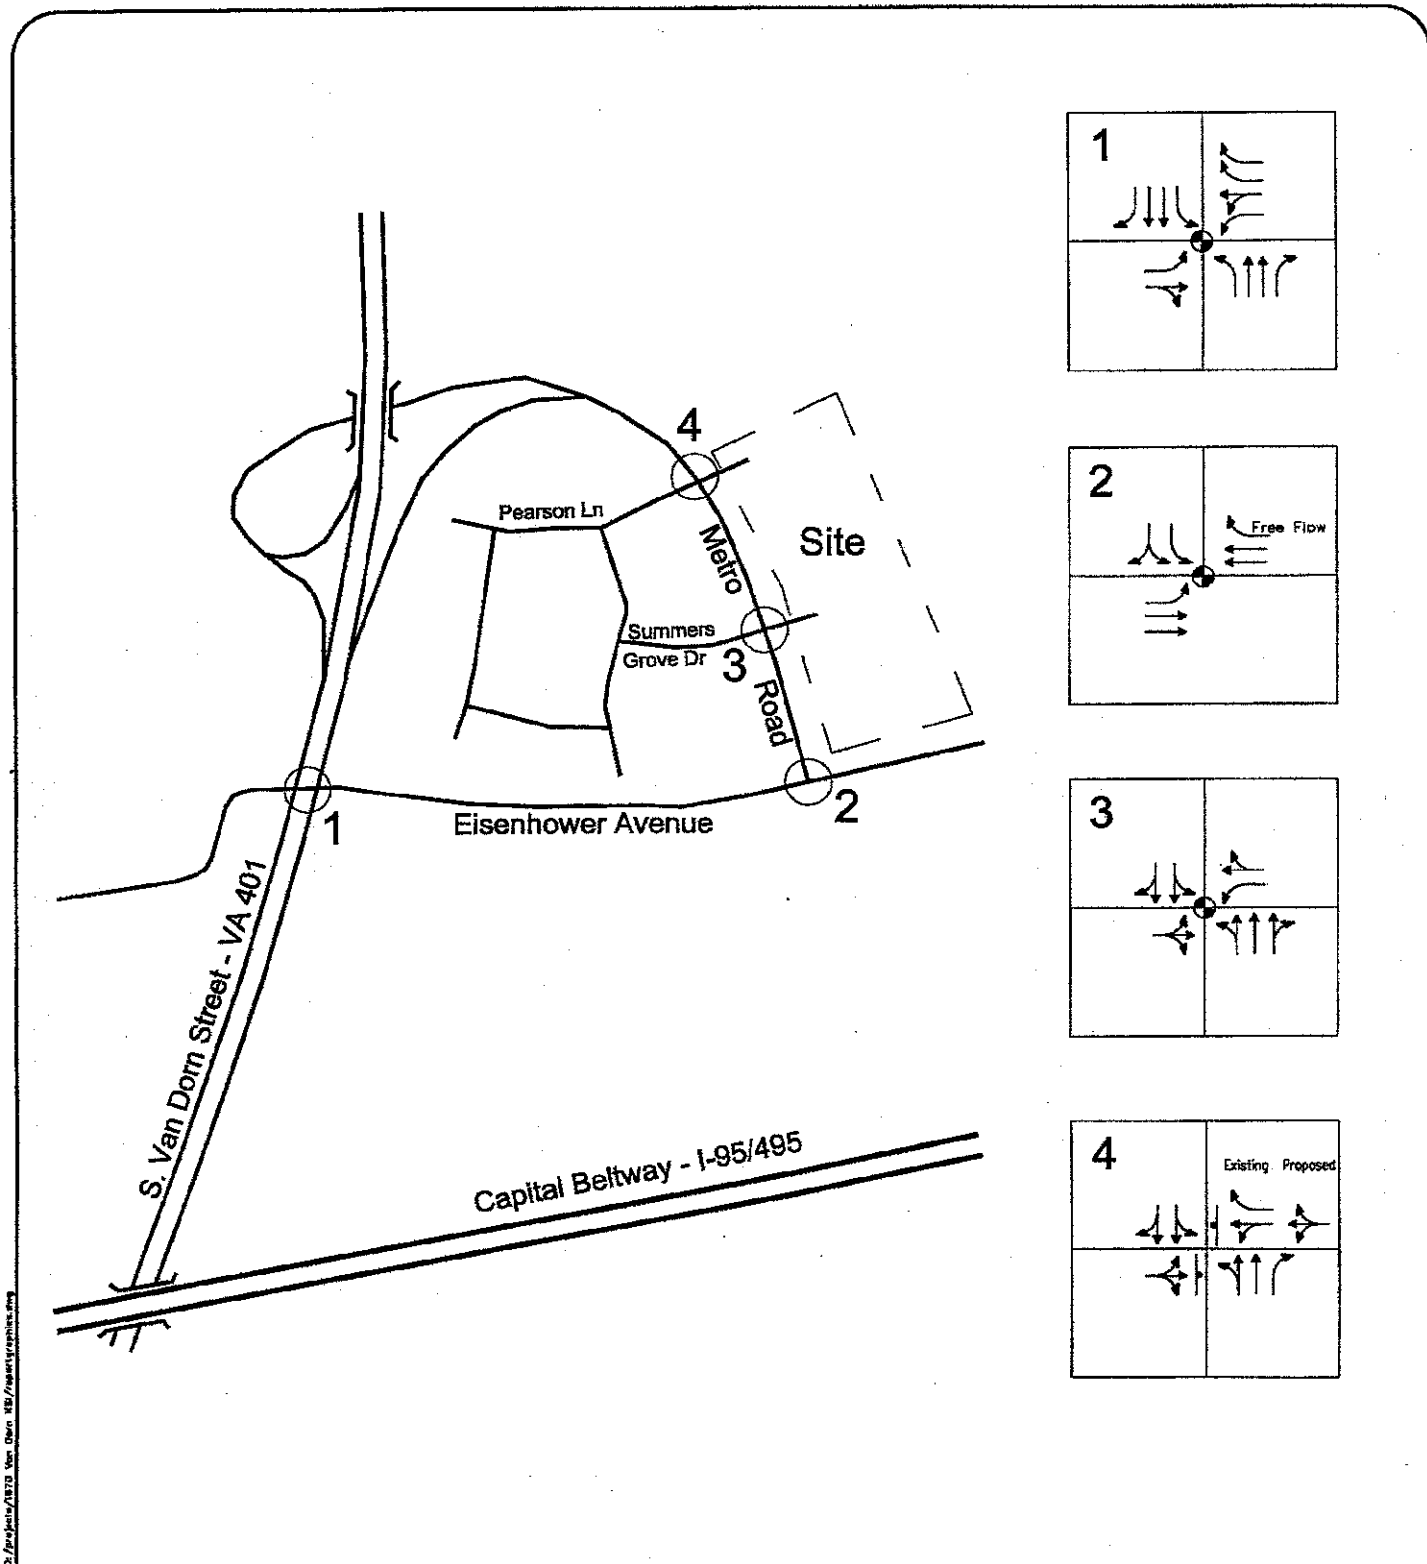 1
2
Free Flow
3
4
Existing Proposed
4
Pearson Ln
Metro
Site
Summers
Grove Dr
3
Road
1
2
Eisenhower Avenue
S. Van Dorn Street - VA 401
Capital Beltway - I-95/495